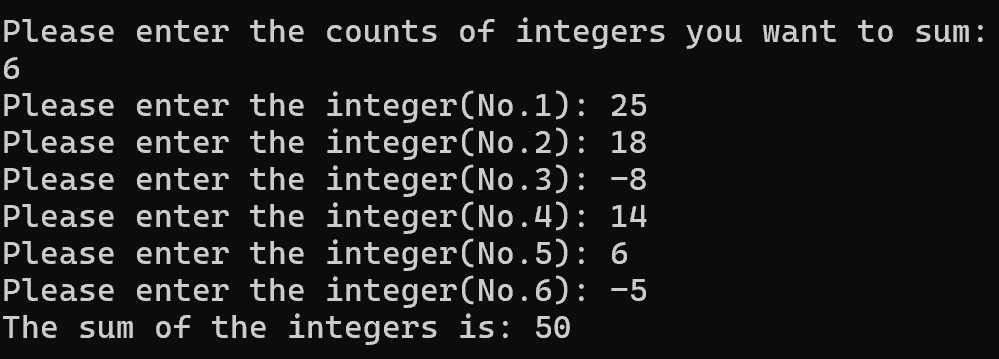 Please enter the counts of integers you want to sum:
6
Please enter the integer(No.1): 25
Please enter the integer(No.2): 18
Please enter the integer(No.3): -8
Please enter the integer(No.4): 14
Please enter the integer(No.5): 6
Please enter the integer(No.6): -5
The sum of the integers is: 50